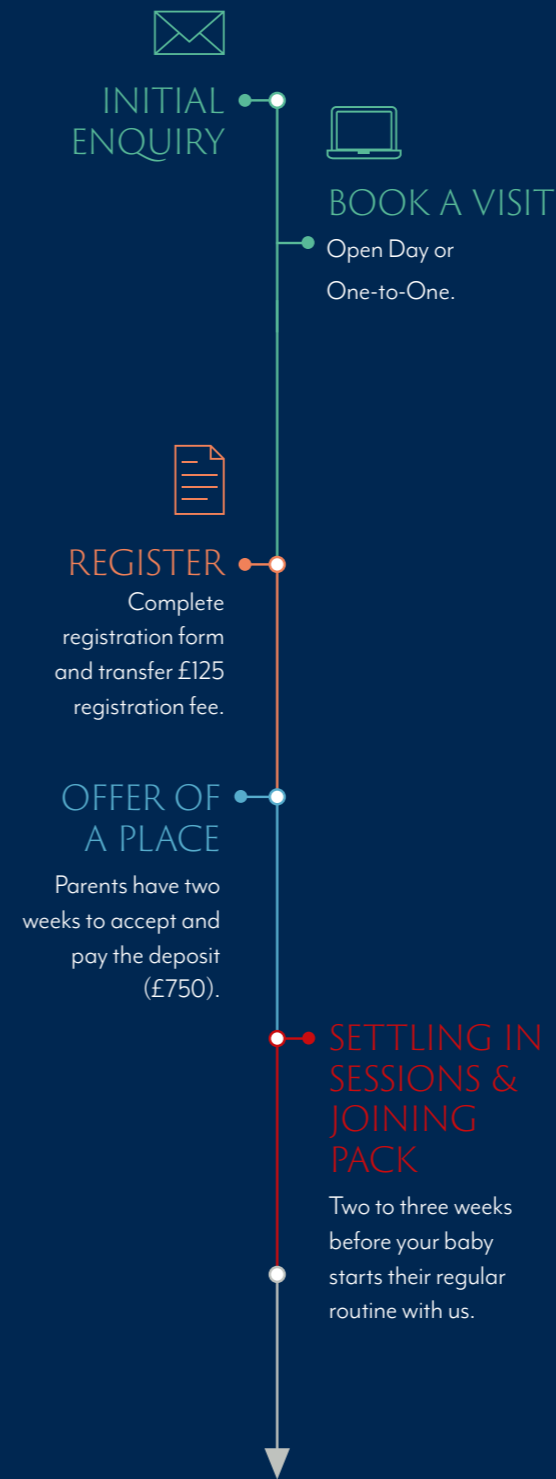 INITIAL
ENQUIRY
BOOK A VISIT
Open Day or
One-to-One.
REGISTER
Complete
registration form
and transfer £125
registration fee.
OFFER OF
A PLACE
Parents have two
weeks to accept and
pay the deposit
(£750).
SETTLING IN
SESSIONS &
JOINING
PACK
Two to three weeks
before your baby
starts their regular
routine with us.